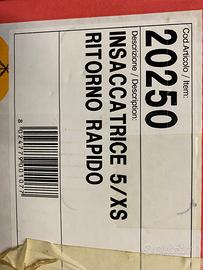 Cod.Articolo / Item:
20250
Descrizione / Description:
INSACCATRICE 5/XS
RITORNO RAPIDO